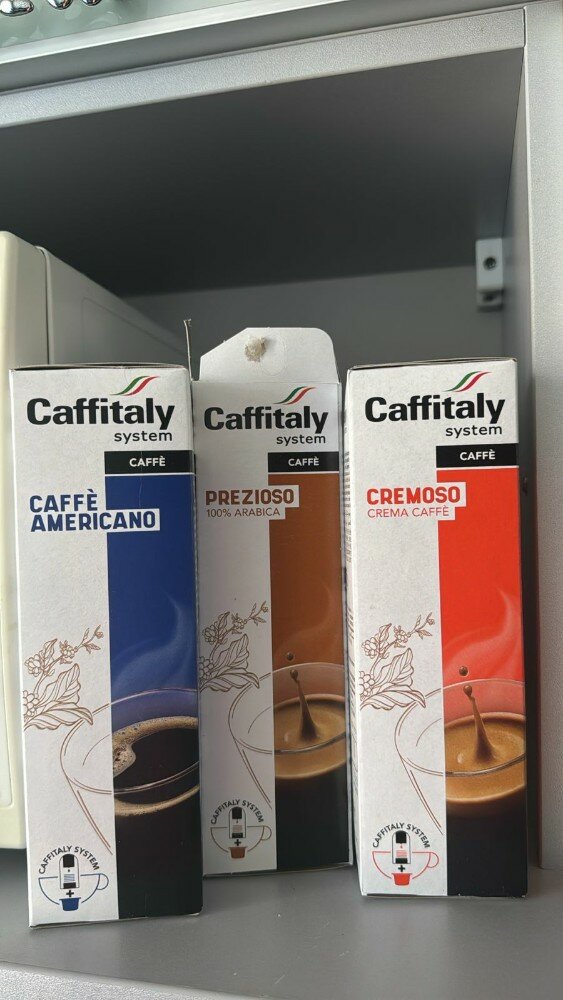 Caffitaly
system
CAFFÈ
CAFFÈ
AMERICANO
CAFFITALY SYSTEM
Caffitaly
system
CAFFÈ
PREZIOSO
100% ARABICA
CAFFITALY SYSTEM
Caffitaly
system
CAFFÈ
CREMOSO
CREMA CAFFÈ
CAFFITALY SYSTEM